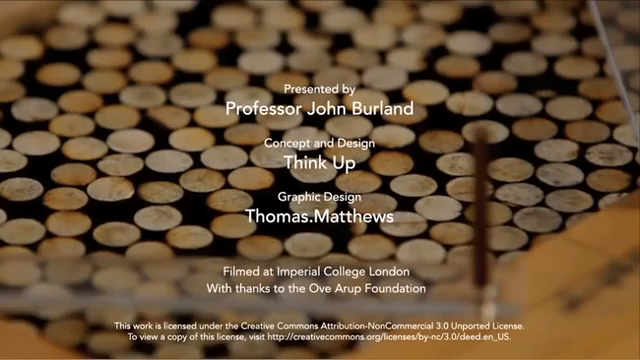 Presented by
Professor John Burland
Concept and Design
Think Up
Graphic Design
Thomas.Matthews
Filmed at Imperial College London
With thanks to the Ove Arup Foundation
This work is licensed under the Creative Commons Attribution-NonCommercial 3.0 Unported License.
To view a copy of this license, visit http://creativecommons.org/licenses/by-nc/3.0/deed.en_US.